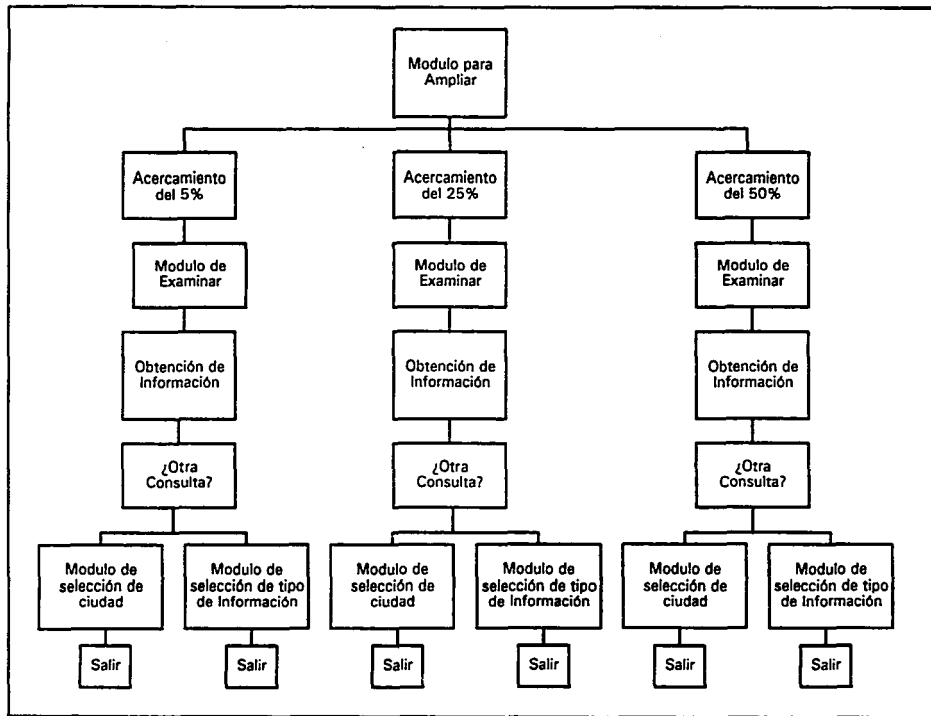 Modulo para
Ampliar
Acercamiento
del 5%
Acercamiento
del 25%
Acercamiento
del 50%
Modulo de
Examinar
Modulo de
Examinar
Modulo de
Examinar
Obtención de
Información
Obtención de
Información
Obtención de
Información
¿Otra
Consulta?
¿Otra
Consulta?
¿Otra
Consulta?
Modulo de
selección de
ciudad
Modulo de
selección de tipo
de Información
Modulo de
selección de
ciudad
Modulo de
selección de tipo
de Información
Modulo de
selección de
ciudad
Modulo de
selección de tipo
de Información
Salir
Salir
Salir
Salir
Salir
Salir